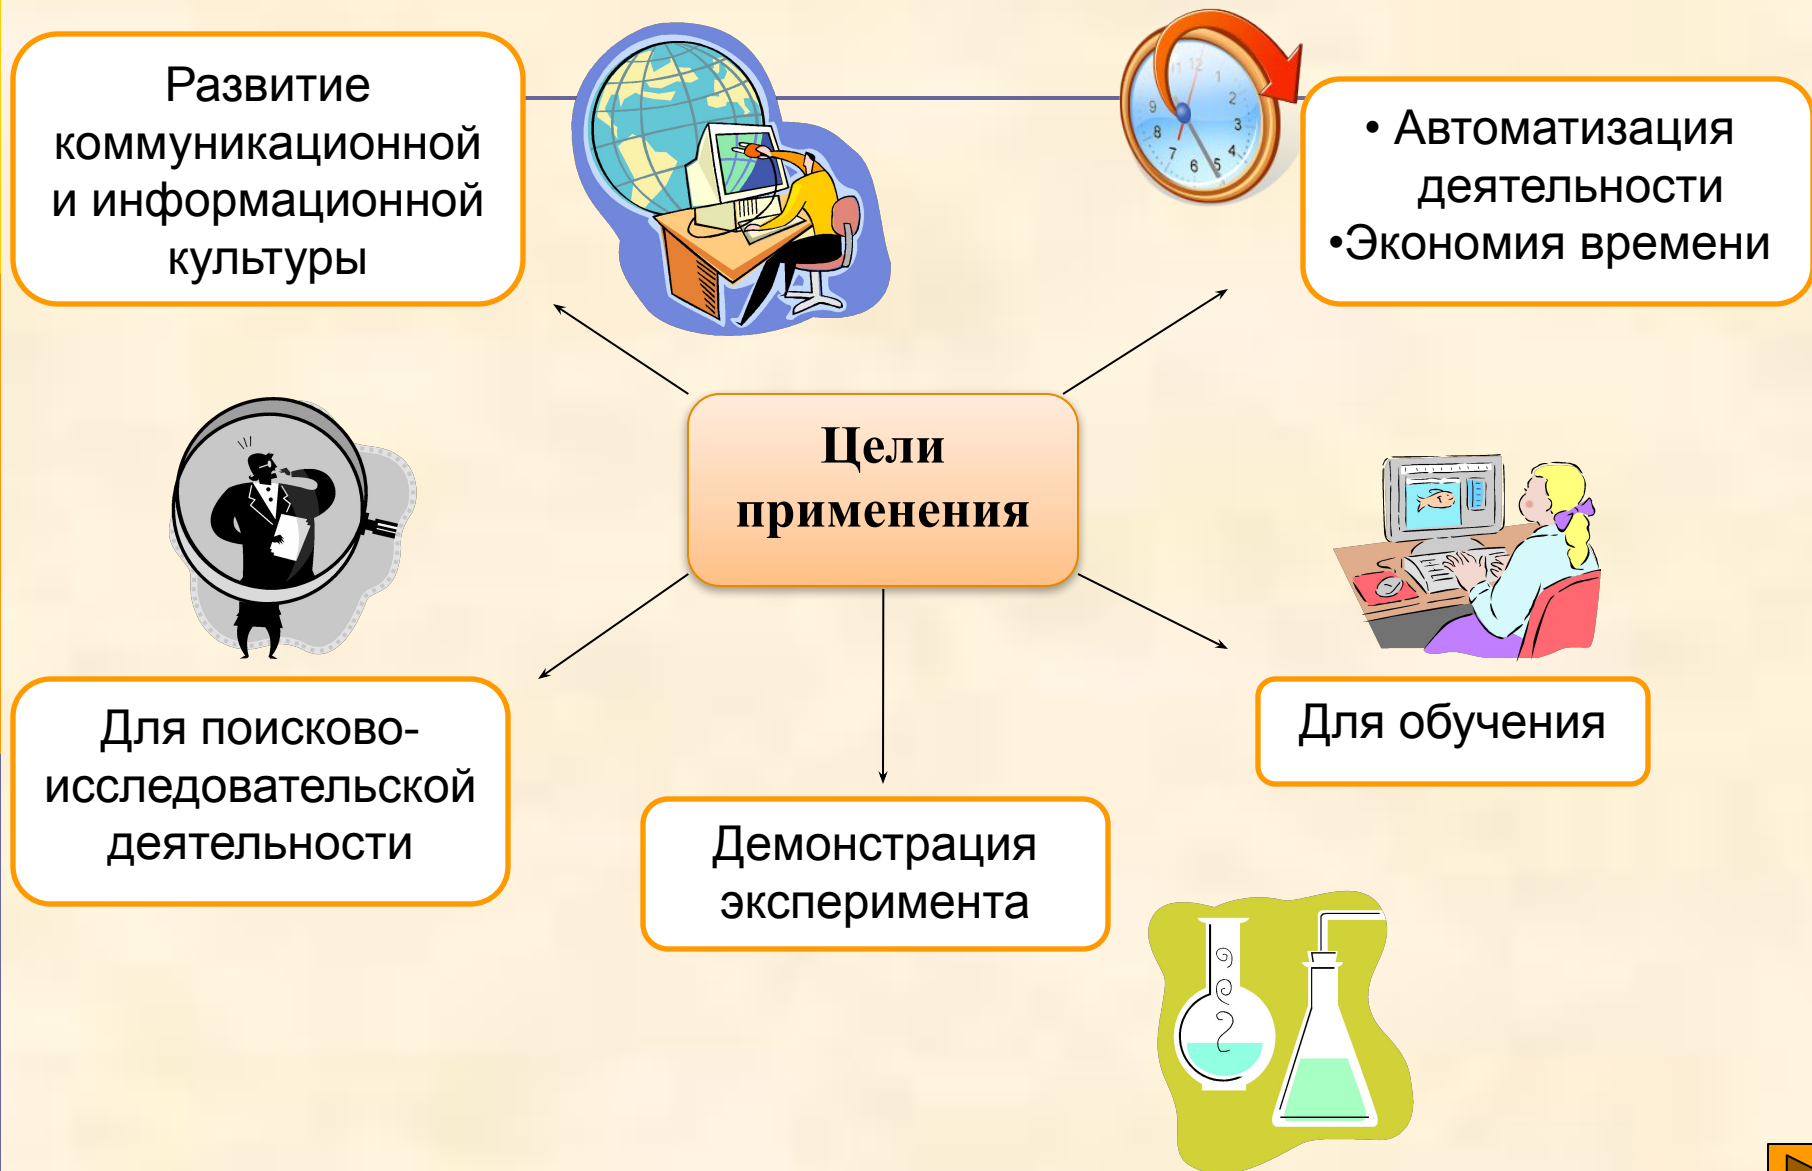 Развитие
коммуникационной
и информационной
культуры
• Автоматизация
деятельности
•Экономия времени
Цели
применения
Для поисково-
исследовательской
деятельности
Демонстрация
эксперимента
Для обучения